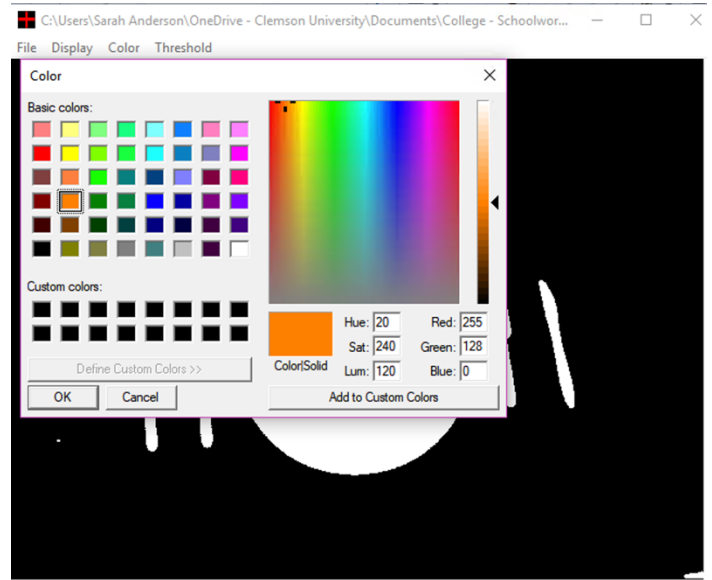 C:\Users\Sarah Anderson\OneDrive - Clemson University\Documents\College - Schoolwor...
File Display Color Threshold
Color
Basic colors:
Custom colors:
Define Custom Colors >>
OK Cancel
Color|Solid
Hue: 20 Red: 255
Sat: 240 Green: 128
Lum: 120 Blue: 0
Add to Custom Colors